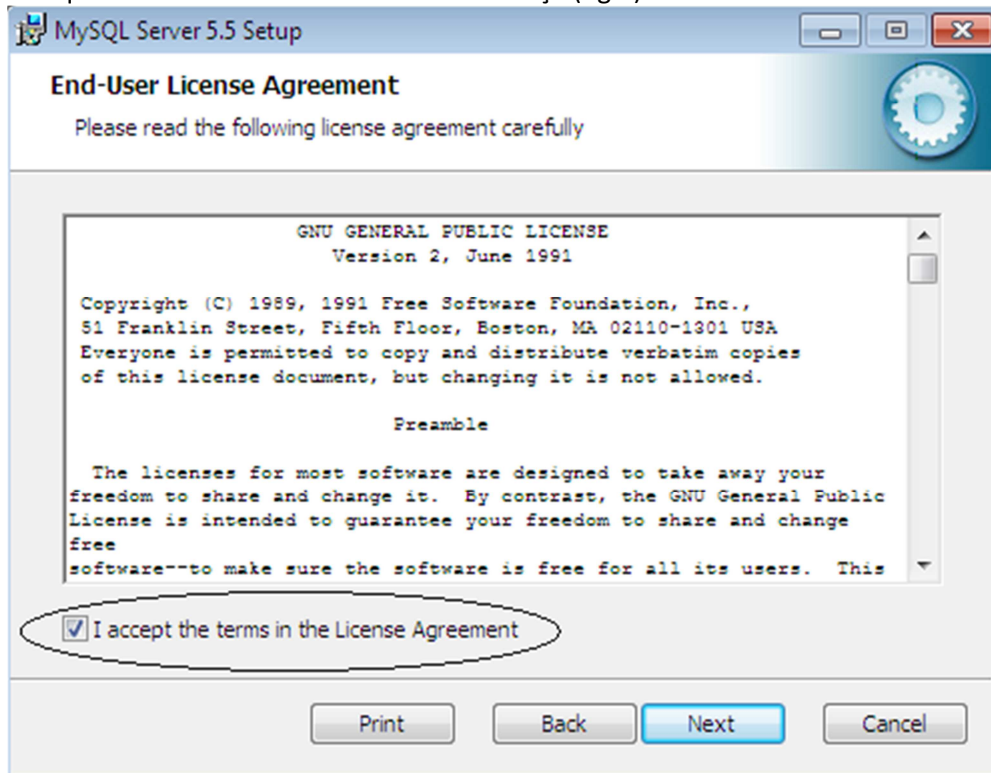 MySQL Server 5.5 Setup
End-User License Agreement
Please read the following license agreement carefully
GNU GENERAL PUBLIC LICENSE
Version 2, June 1991
Copyright (C) 1989, 1991 Free Software Foundation, Inc.,
51 Franklin Street, Fifth Floor, Boston, MA 02110-1301 USA
Everyone is permitted to copy and distribute verbatim copies
of this license document, but changing it is not allowed.
Preamble
The licenses for most software are designed to take away your
freedom to share and change it.  By contrast, the GNU General Public
License is intended to guarantee your freedom to share and change
free
software--to make sure the software is free for all its users.  This
I accept the terms in the License Agreement
Print Back Next Cancel